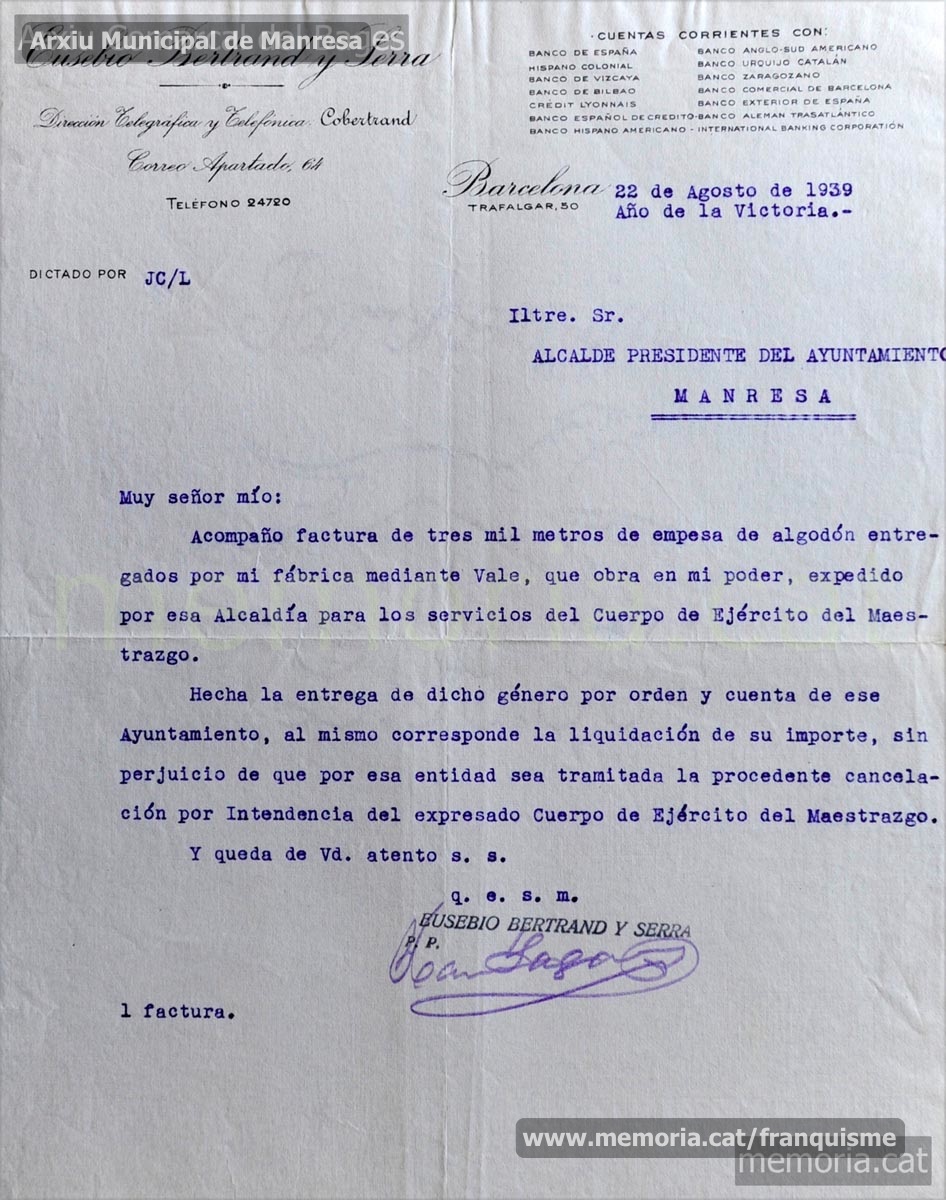 Arxiu Municipal de Manresa
Eusebio Bertrand y Serra
Dirección Telegráfica y Telefónica: Cobertrand
Correo Apartado, 64
TELÉFONO 24720
·CUENTAS CORRIENTES CON:
BANCO DE ESPAÑA
HISPANO COLONIAL
BANCO DE VIZCAYA
BANCO DE BILBAO
CRÉDIT LYONNAIS
BANCO ESPAÑOL DE CREDITO-BANCO ALEMAN TRASATLÁNTICO
BANCO HISPANO AMERICANO - INTERNATIONAL BANKING CORPORATIÓN
BANCO ANGLO-SUD AMERICANO
BANCO URQUIJO CATALÁN
BANCO ZARAGOZANO
BANCO COMERCIAL DE BARCELONA
BANCO EXTERIOR DE ESPAÑA
Barcelona 22 de Agosto de 1939
TRAFALGAR, 50 Año de la Victoria.-
DICTADO POR JC/L
Iltre. Sr.
ALCALDE PRESIDENTE DEL AYUNTAMIENTO
M A N R E S A
Muy señor mío:
Acompaño factura de tres mil metros de empesa de algodón entre-
gados por mi fábrica mediante Vale, que obra en mi poder, expedido
por esa Alcaldía para los servicios del Cuerpo de Ejército del Maes-
trazgo.
Hecha la entrega de dicho género por orden y cuenta de ese
Ayuntamiento, al mismo corresponde la liquidación de su importe, sin
perjuicio de que por esa entidad sea tramitada la procedente cancela-
ción por Intendencia del expresado Cuerpo de Ejército del Maestrazgo.
Y queda de Vd. atento s. s.
q. e. s. m.
EUSEBIO BERTRAND Y SERRA
P. P.
1 factura.
www.memoria.cat/franquisme
memoria.cat